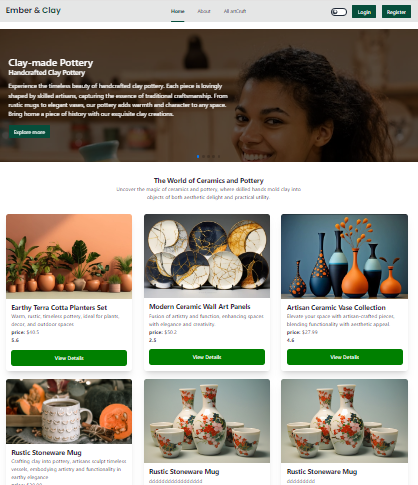 Ember & Clay
Home
About
All artCraft
Login
Register
Clay-made Pottery
Handcrafted Clay Pottery
Experience the timeless beauty of handcrafted clay pottery. Each piece is lovingly
shaped by skilled artisans, capturing the essence of traditional craftsmanship. From
rustic mugs to elegant vases, our pottery adds warmth and character to any space.
Bring home a piece of history with our exquisite clay creations.
Explore more
The World of Ceramics and Pottery
Uncover the magic of ceramics and pottery, where skilled hands mold clay into
objects of both aesthetic delight and practical utility.
Earthy Terra Cotta Planters Set
Warm, rustic, timeless pottery, ideal for plants,
decor, and outdoor spaces
price: $40.5
5.6
View Details
Modern Ceramic Wall Art Panels
Fusion of artistry and function, enhancing spaces
with elegance and creativity
price: $50.2
2.5
View Details
Artisan Ceramic Vase Collection
Elevate your space with artisan-crafted pieces,
blending functionality with aesthetic appeal
price: $27.99
4.6
View Details
Rustic Stoneware Mug
Crafting clay into pottery, artisans sculpt timeless
vessels, embodying artistry and functionality in
earthy elegance
Rustic Stoneware Mug
Rustic Stoneware Mug